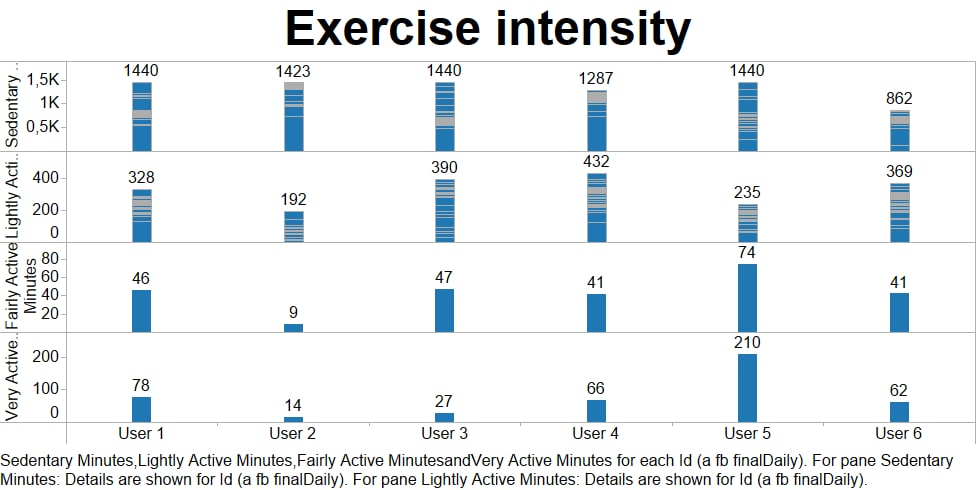 Exercise intensity
Sedentary ..
1,5K
1K
0,5K
1440 1423 1440 1287 1440 862
Lightly Acti..
400
200
0
328 192 390 432 235 369
Fairly Active
Minutes
80
60
40
20
46 9 47 41 74 41
Very Active..
200
100
0
78 14 27 66 210 62
User 1 User 2 User 3 User 4 User 5 User 6
Sedentary Minutes,Lightly Active Minutes,Fairly Active MinutesandVery Active Minutes for each Id (a fb finalDaily). For pane Sedentary
Minutes: Details are shown for Id (a fb finalDaily). For pane Lightly Active Minutes: Details are shown for Id (a fb finalDaily).